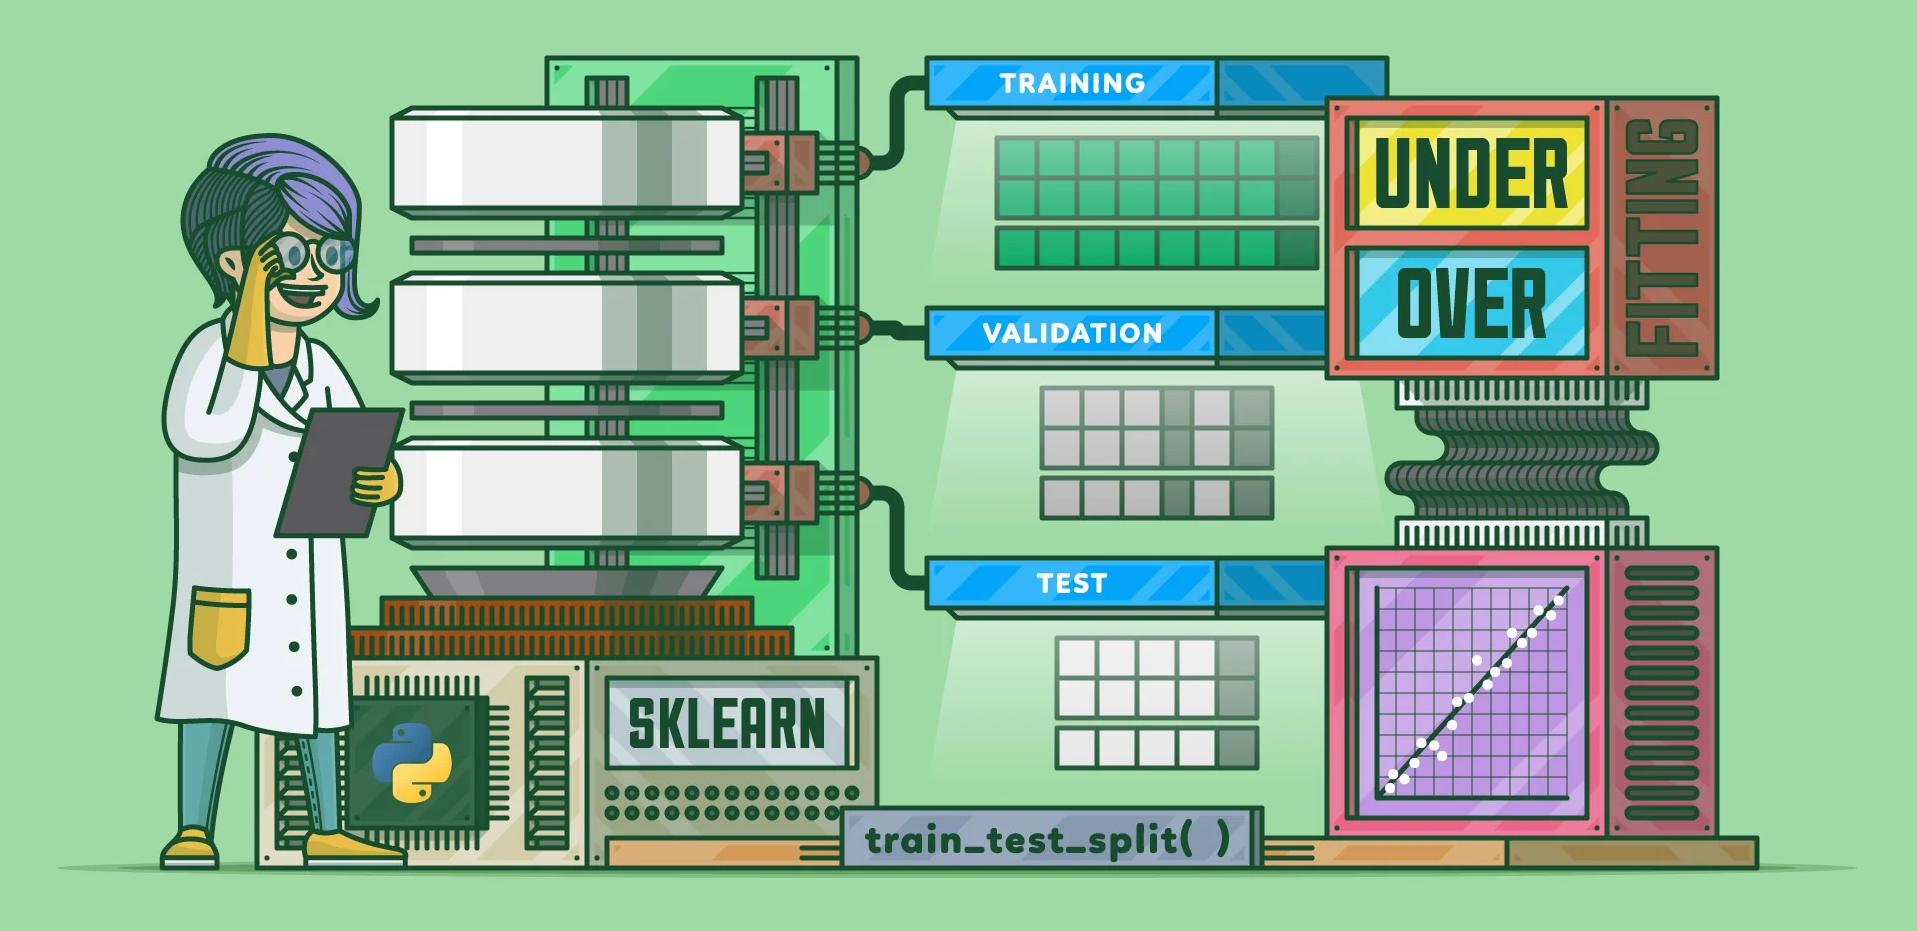 TRAINING
VALIDATION
TEST
UNDER
OVER
FITTING
SKLEARN
train_test_split( )